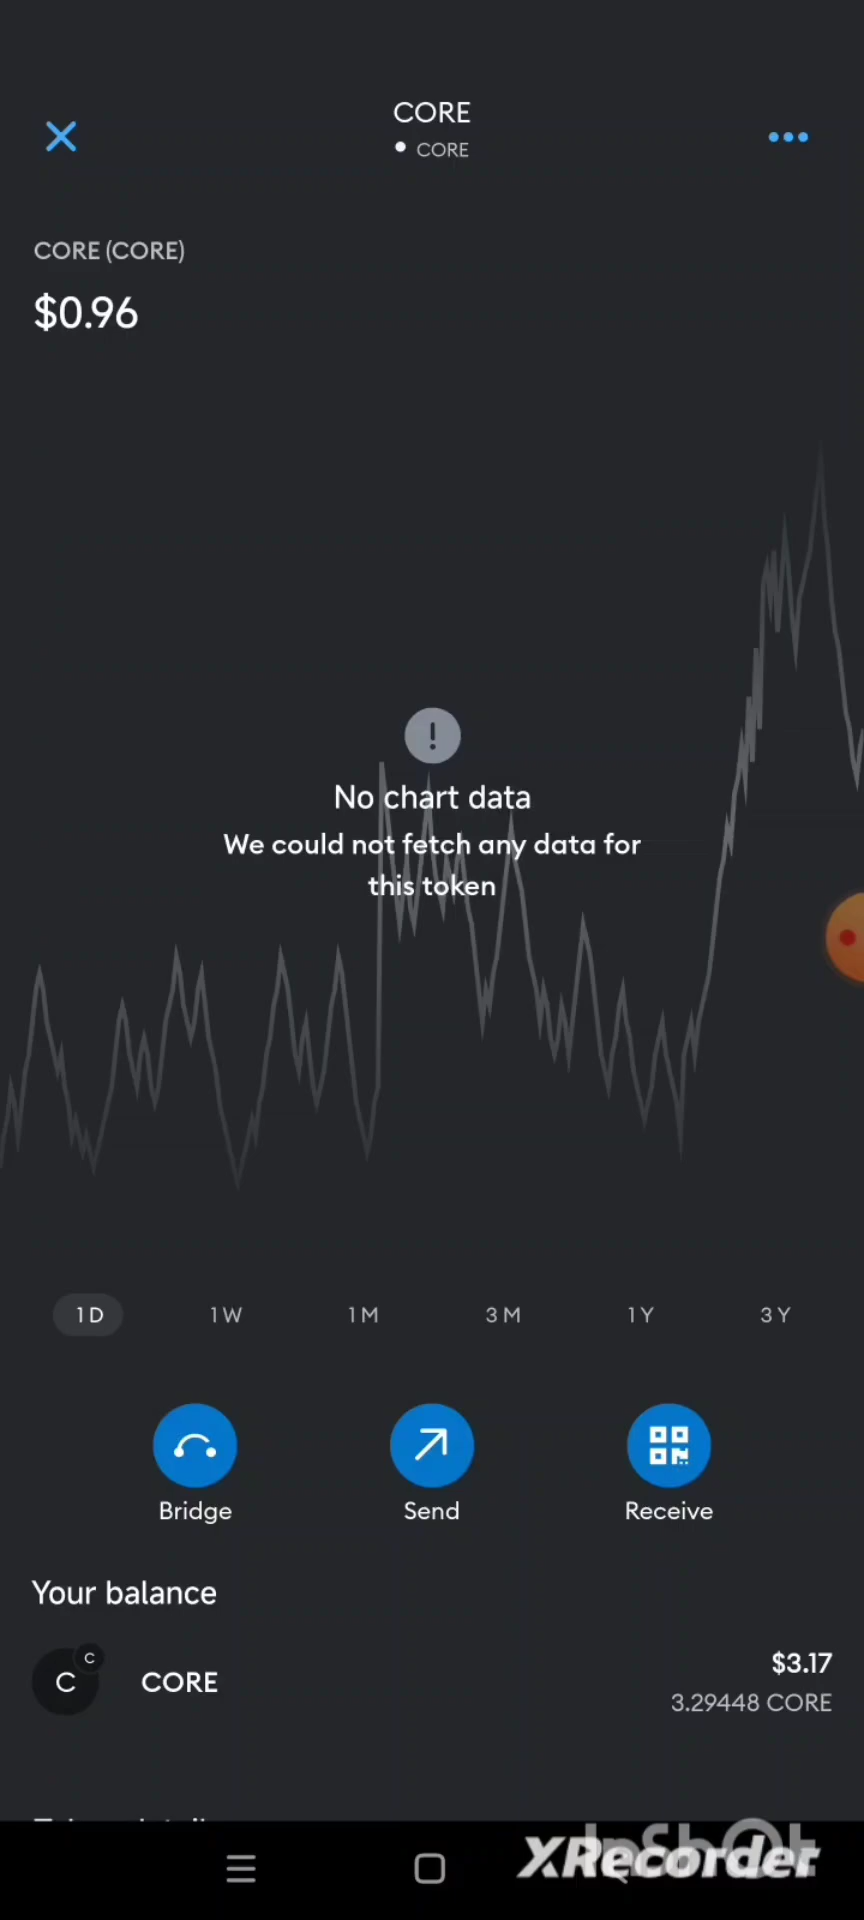 CORE
CORE
CORE (CORE)
$0.96
!
No chart data
We could not fetch any data for
this token
1D 1W 1M 3M 1Y 3Y
Bridge Send Receive
Your balance
C
C
CORE
$3.17
3.29448 CORE
InShot
XRecorder